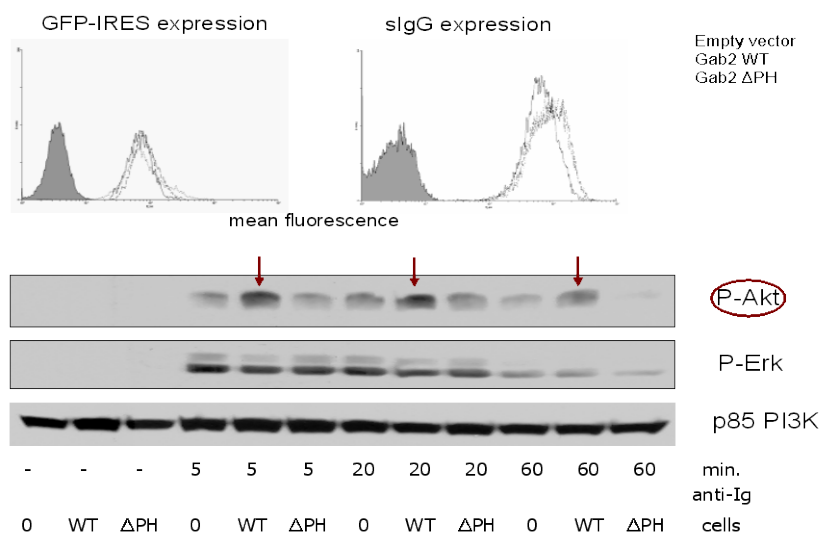 GFP-IRES expression
sIgG expression
Empty vector
Gab2 WT
Gab2 ΔPH
mean fluorescence
P-Akt
P-Erk
p85 PI3K
- - - 5 5 5 20 20 20 60 60 60 min.
anti-Ig
0 WT ΔPH 0 WT ΔPH 0 WT ΔPH 0 WT ΔPH cells